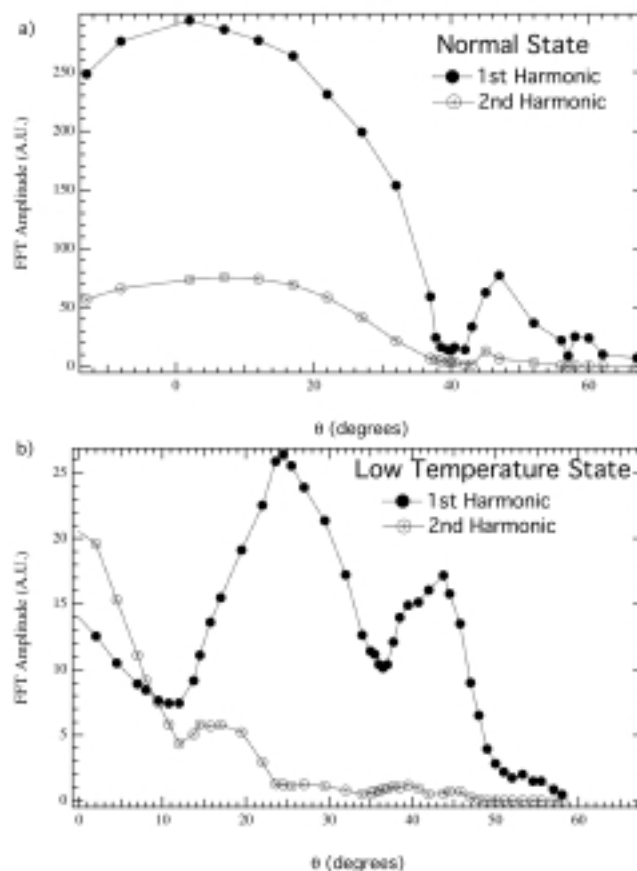 a)
Normal State
1st Harmonic
2nd Harmonic
FFT Amplitude (A.U.)
250
200
150
100
50
0
0 20 40 60
θ (degrees)
b)
Low Temperature State
1st Harmonic
2nd Harmonic
FFT Amplitude (A.U.)
25
20
15
10
5
0
0 10 20 30 40 50 60
θ (degrees)